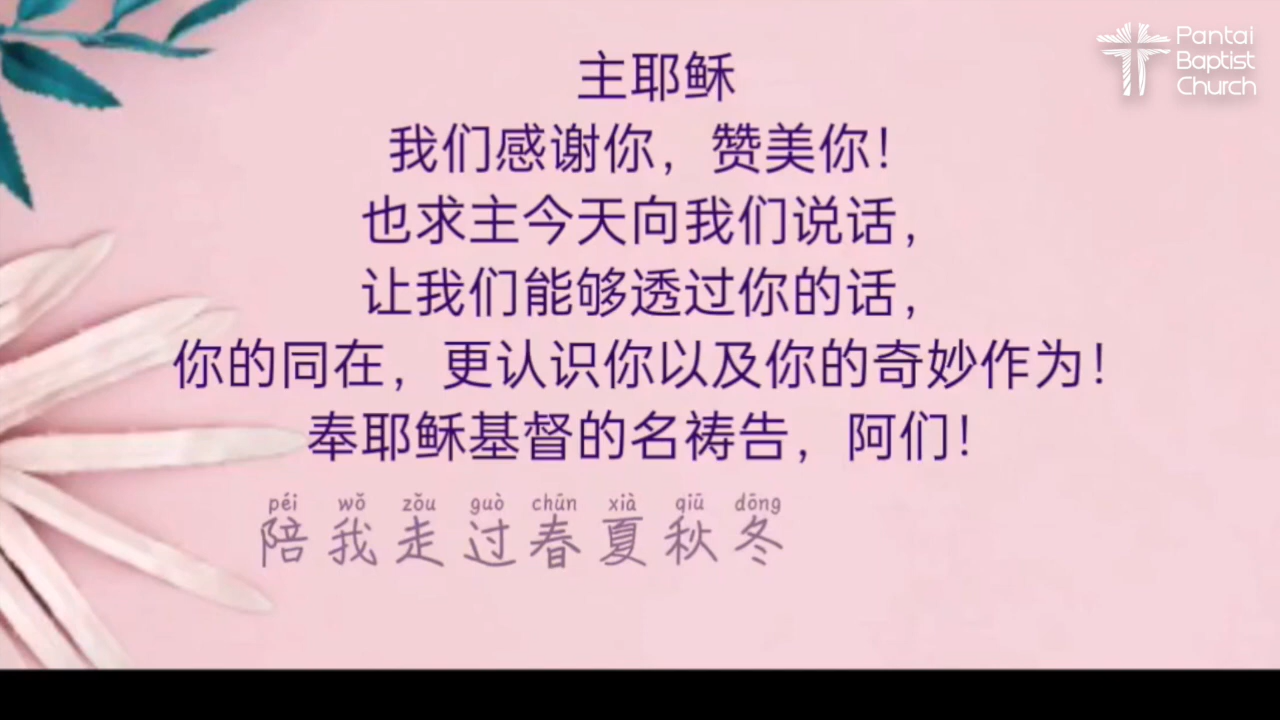 Pantai
Baptist
Church
主耶稣
我们感谢你，赞美你！
也求主今天向我们说话，
让我们能够透过你的话，
你的同在，更认识你以及你的奇妙作为！
奉耶稣基督的名祷告，阿们！
péi wǒ zǒu guò chūn xià qiū dōng
陪我走过春夏秋冬